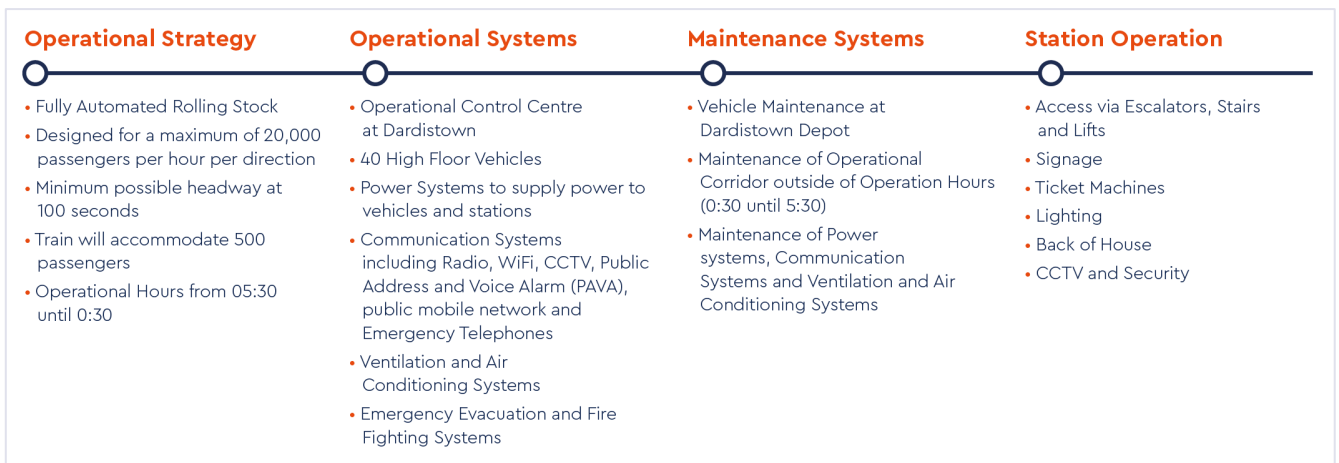 Operational Strategy
• Fully Automated Rolling Stock
• Designed for a maximum of 20,000
passengers per hour per direction
• Minimum possible headway at
100 seconds
• Train will accommodate 500
passengers
• Operational Hours from 05:30
until 0:30
Operational Systems
• Operational Control Centre
at Dardistown
• 40 High Floor Vehicles
• Power Systems to supply power to
vehicles and stations
• Communication Systems
including Radio, WiFi, CCTV, Public
Address and Voice Alarm (PAVA),
public mobile network and
Emergency Telephones
• Ventilation and Air
Conditioning Systems
• Emergency Evacuation and Fire
Fighting Systems
Maintenance Systems
• Vehicle Maintenance at
Dardistown Depot
• Maintenance of Operational
Corridor outside of Operation Hours
(0:30 until 5:30)
• Maintenance of Power
systems, Communication
Systems and Ventilation and Air
Conditioning Systems
Station Operation
• Access via Escalators, Stairs
and Lifts
• Signage
• Ticket Machines
• Lighting
• Back of House
• CCTV and Security